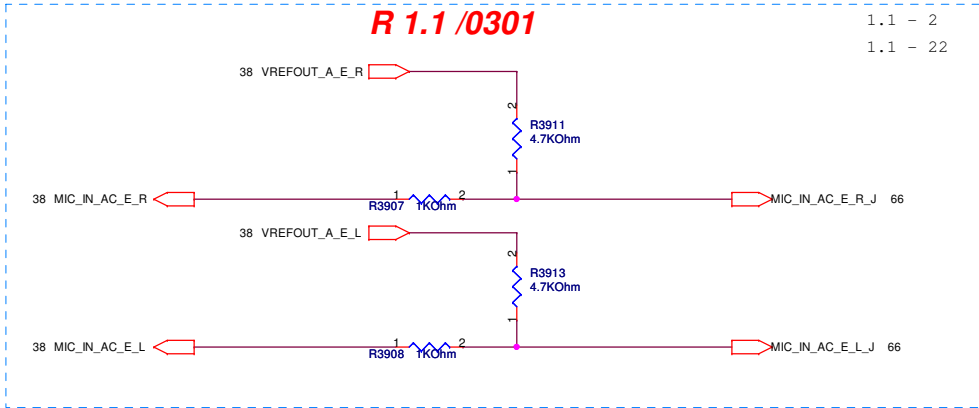 R 1.1 /0301
1.1 - 2
1.1 - 22
38 VREFOUT_A_E_R
2
R3911
4.7KOhm
1
38 MIC_IN_AC_E_R
1
2
R3907 1KOhm
MIC_IN_AC_E_R_J 66
38 VREFOUT_A_E_L
2
R3913
4.7KOhm
1
38 MIC_IN_AC_E_L
1
2
R3908 1KOhm
MIC_IN_AC_E_L_J 66